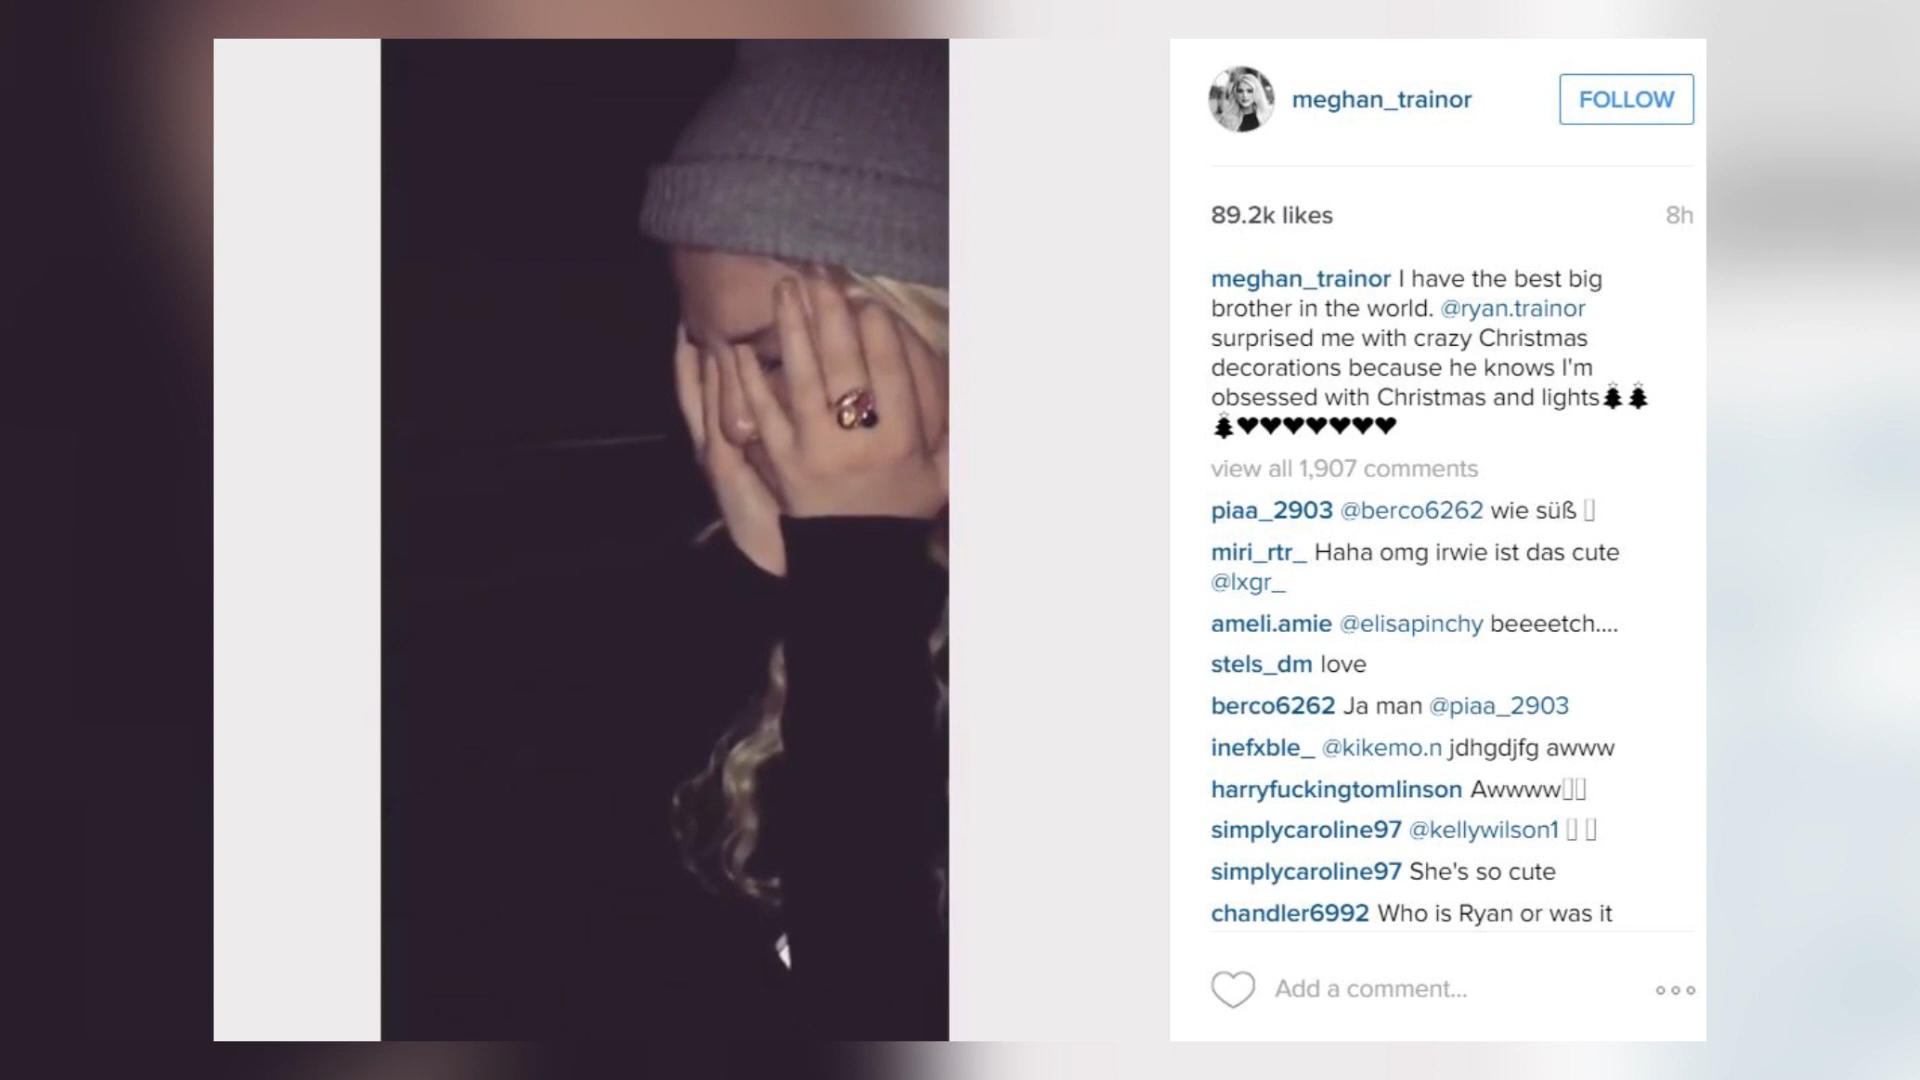 meghan_trainor
FOLLOW
89.2k likes
8h
meghan_trainor I have the best big
brother in the world. @ryan.trainor
surprised me with crazy Christmas
decorations because he knows I'm
obsessed with Christmas and lights🎄🎄
🎄♥♥♥♥♥♥♥
view all 1,907 comments
piaa_2903 @berco6262 wie süß
miri_rtr_ Haha omg irwie ist das cute
@lxgr_
ameli.amie @elisapinchy beeeetch....
stels_dm love
berco6262 Ja man @piaa_2903
inefxble_ @kikemo.n jdhgdjfg awww
harryfuckingtomlinson Awwww
simplycaroline97 @kellywilson1
simplycaroline97 She's so cute
chandler6992 Who is Ryan or was it
Add a comment...